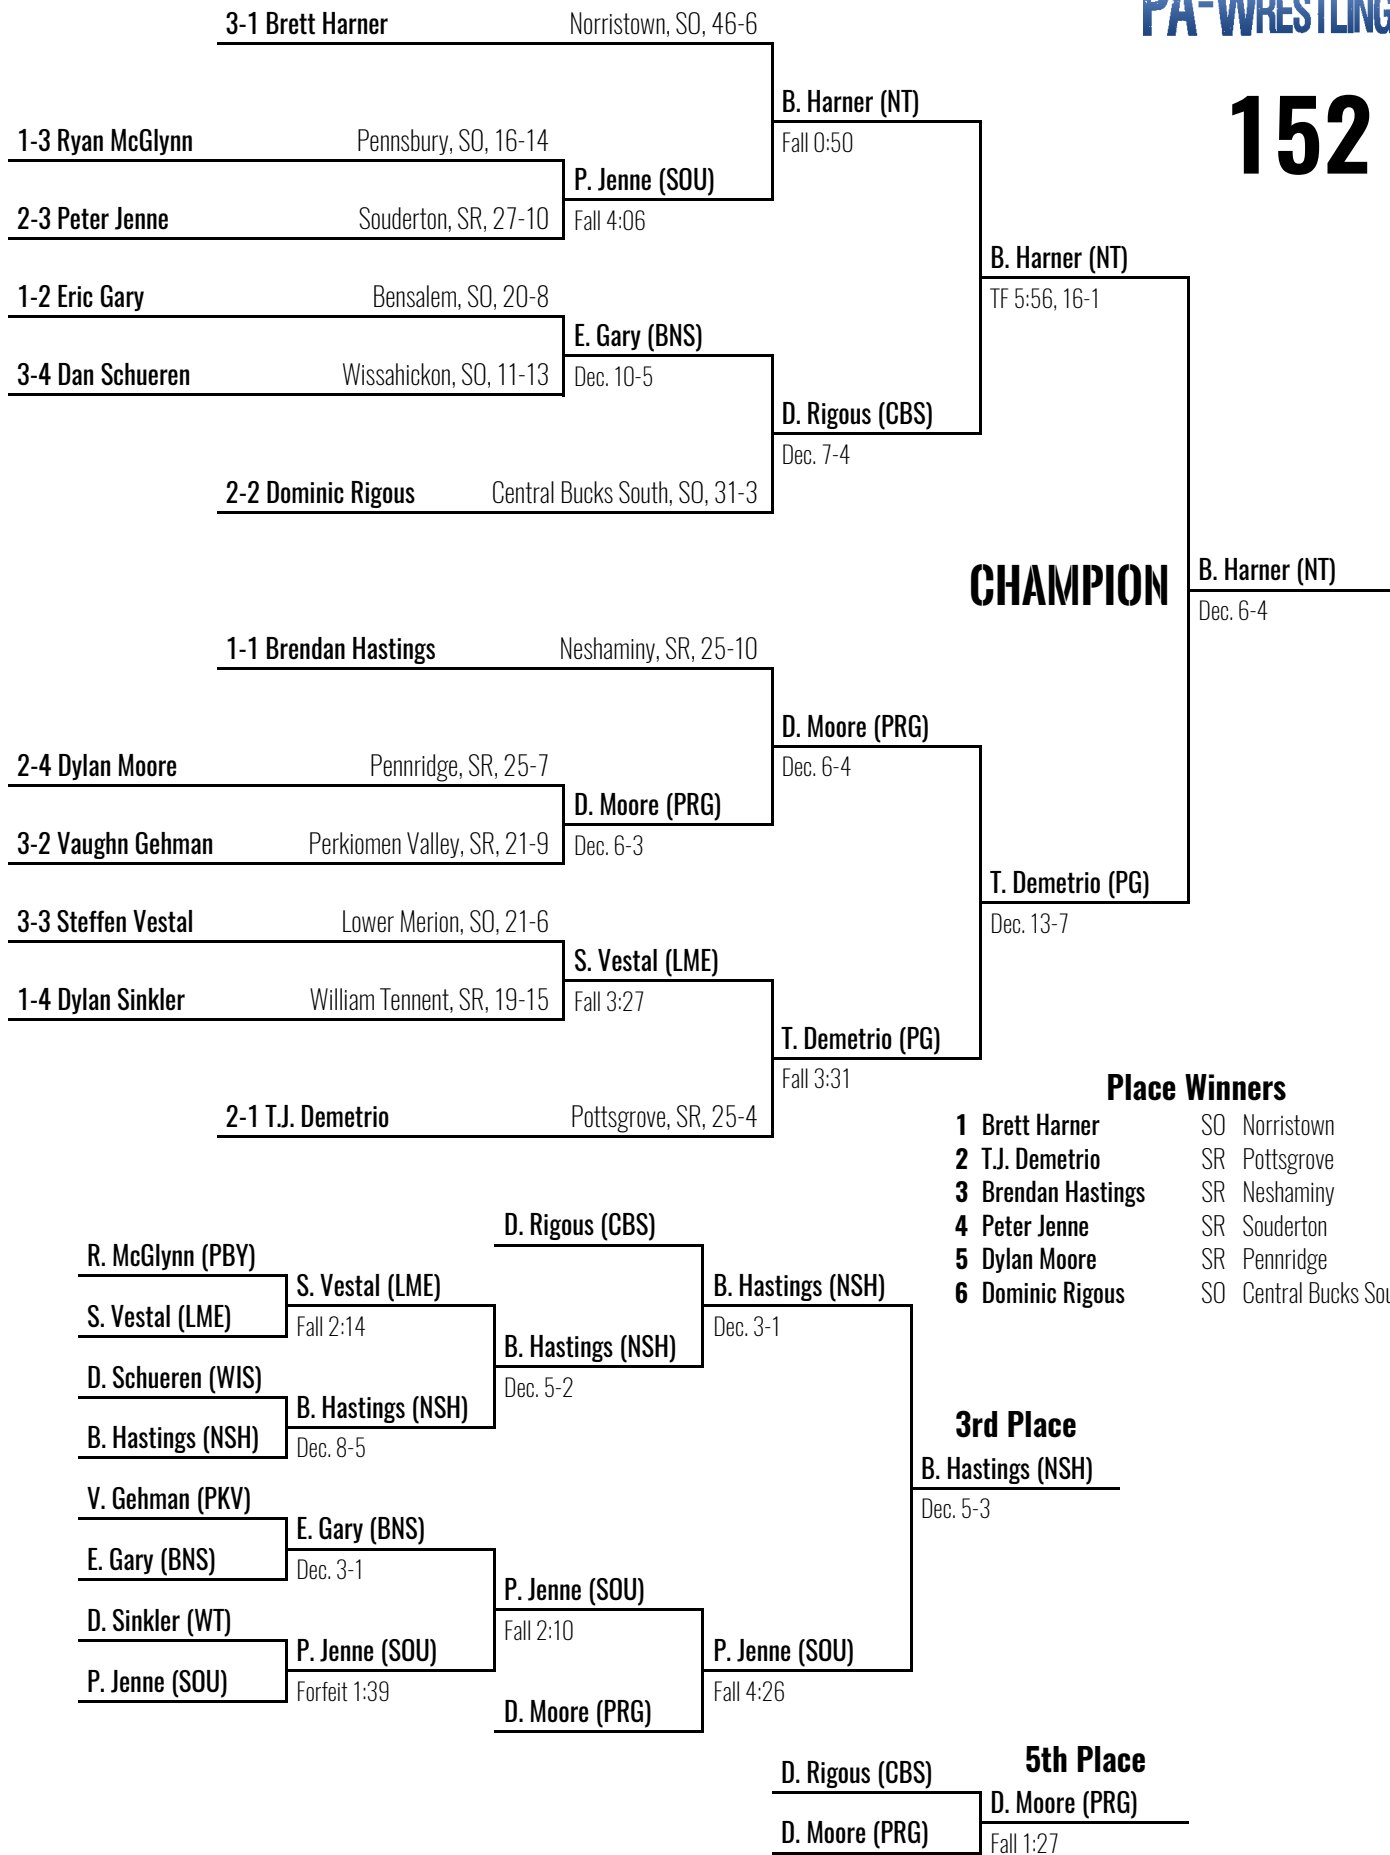 3-1 Brett Harner Norristown, SO, 46-6
PA-WRESTLING
B. Harner (NT)
152
1-3 Ryan McGlynn Pennsbury, SO, 16-14
Fall 0:50
P. Jenne (SOU)
2-3 Peter Jenne Souderton, SR, 27-10
Fall 4:06
B. Harner (NT)
1-2 Eric Gary Bensalem, SO, 20-8
TF 5:56, 16-1
E. Gary (BNS)
3-4 Dan Schueren Wissahickon, SO, 11-13
Dec. 10-5
D. Rigous (CBS)
Dec. 7-4
2-2 Dominic Rigous Central Bucks South, SO, 31-3
CHAMPION
B. Harner (NT)
Dec. 6-4
1-1 Brendan Hastings Neshaminy, SR, 25-10
D. Moore (PRG)
2-4 Dylan Moore Pennridge, SR, 25-7
Dec. 6-4
D. Moore (PRG)
3-2 Vaughn Gehman Perkiomen Valley, SR, 21-9
Dec. 6-3
T. Demetrio (PG)
3-3 Steffen Vestal Lower Merion, SO, 21-6
Dec. 13-7
S. Vestal (LME)
1-4 Dylan Sinkler William Tennent, SR, 19-15
Fall 3:27
T. Demetrio (PG)
Fall 3:31
2-1 T.J. Demetrio Pottsgrove, SR, 25-4
Place Winners
1 Brett Harner SO Norristown
2 T.J. Demetrio SR Pottsgrove
3 Brendan Hastings SR Neshaminy
4 Peter Jenne SR Souderton
5 Dylan Moore SR Pennridge
6 Dominic Rigous SO Central Bucks Sou
D. Rigous (CBS)
R. McGlynn (PBY)
S. Vestal (LME)
B. Hastings (NSH)
S. Vestal (LME)
Fall 2:14
Dec. 3-1
B. Hastings (NSH)
D. Schueren (WIS)
Dec. 5-2
B. Hastings (NSH)
B. Hastings (NSH)
Dec. 8-5
3rd Place
B. Hastings (NSH)
Dec. 5-3
V. Gehman (PKV)
E. Gary (BNS)
E. Gary (BNS)
Dec. 3-1
P. Jenne (SOU)
D. Sinkler (WT)
Fall 2:10
P. Jenne (SOU)
P. Jenne (SOU)
P. Jenne (SOU)
Forfeit 1:39
Fall 4:26
D. Moore (PRG)
5th Place
D. Rigous (CBS)
D. Moore (PRG)
D. Moore (PRG)
Fall 1:27